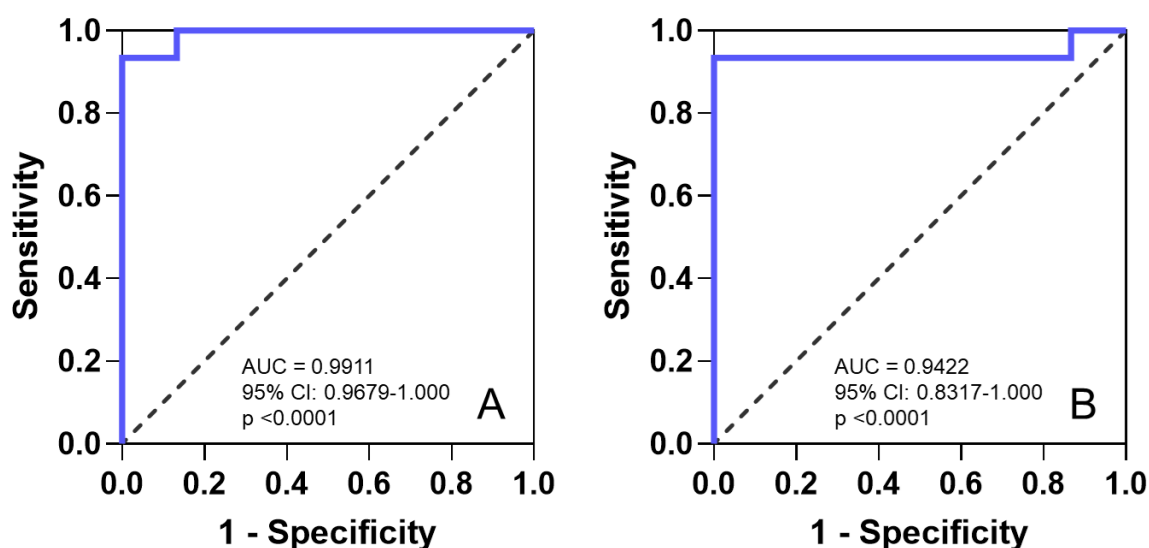 Sensitivity
1.0
0.8
0.6
0.4
0.2
0.0
AUC = 0.9911
95% CI: 0.9679-1.000
p <0.0001
A
0.0 0.2 0.4 0.6 0.8 1.0
1 - Specificity
Sensitivity
1.0
0.8
0.6
0.4
0.2
0.0
AUC = 0.9422
95% CI: 0.8317-1.000
p <0.0001
B
0.0 0.2 0.4 0.6 0.8 1.0
1 - Specificity